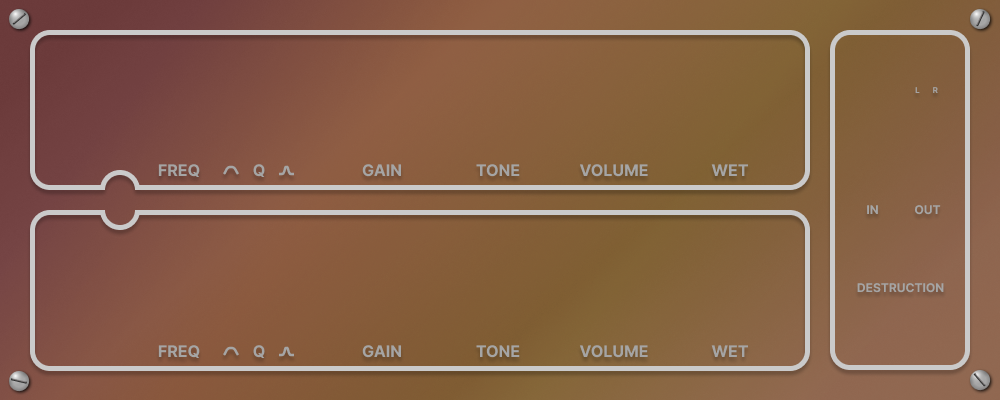 L R
FREQ Q GAIN TONE VOLUME WET
IN OUT
DESTRUCTION
FREQ Q GAIN TONE VOLUME WET